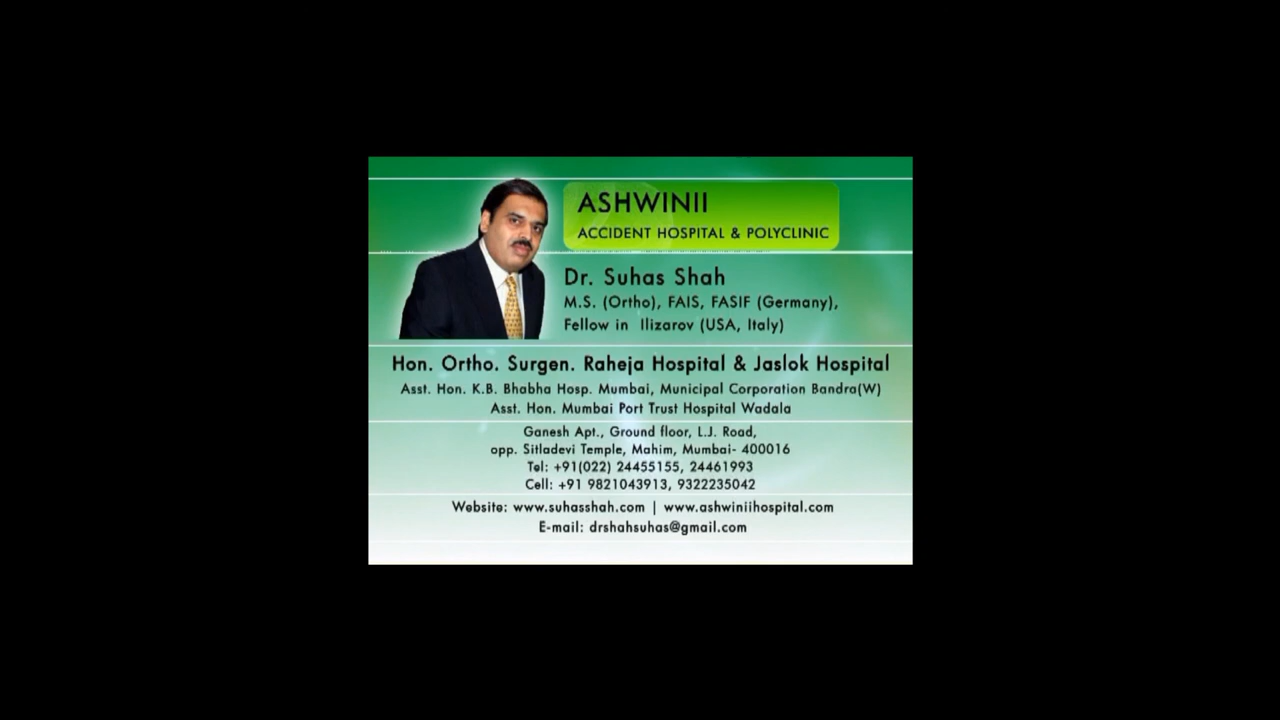 ASHWINII
ACCIDENT HOSPITAL & POLYCLINIC
Dr. Suhas Shah
M.S. (Ortho), FAIS, FASIF (Germany),
Fellow in Ilizarov (USA, Italy)
Hon. Ortho. Surgen. Raheja Hospital & Jaslok Hospital
Asst. Hon. K.B. Bhabha Hosp. Mumbai, Municipal Corporation Bandra(W)
Asst. Hon. Mumbai Port Trust Hospital Wadala
Ganesh Apt., Ground floor, L.J. Road,
opp. Sitladevi Temple, Mahim, Mumbai- 400016
Tel: +91(022) 24455155, 24461993
Cell: +91 9821043913, 9322235042
Website: www.suhasshah.com | www.ashwiniihospital.com
E-mail: drshahsuhas@gmail.com